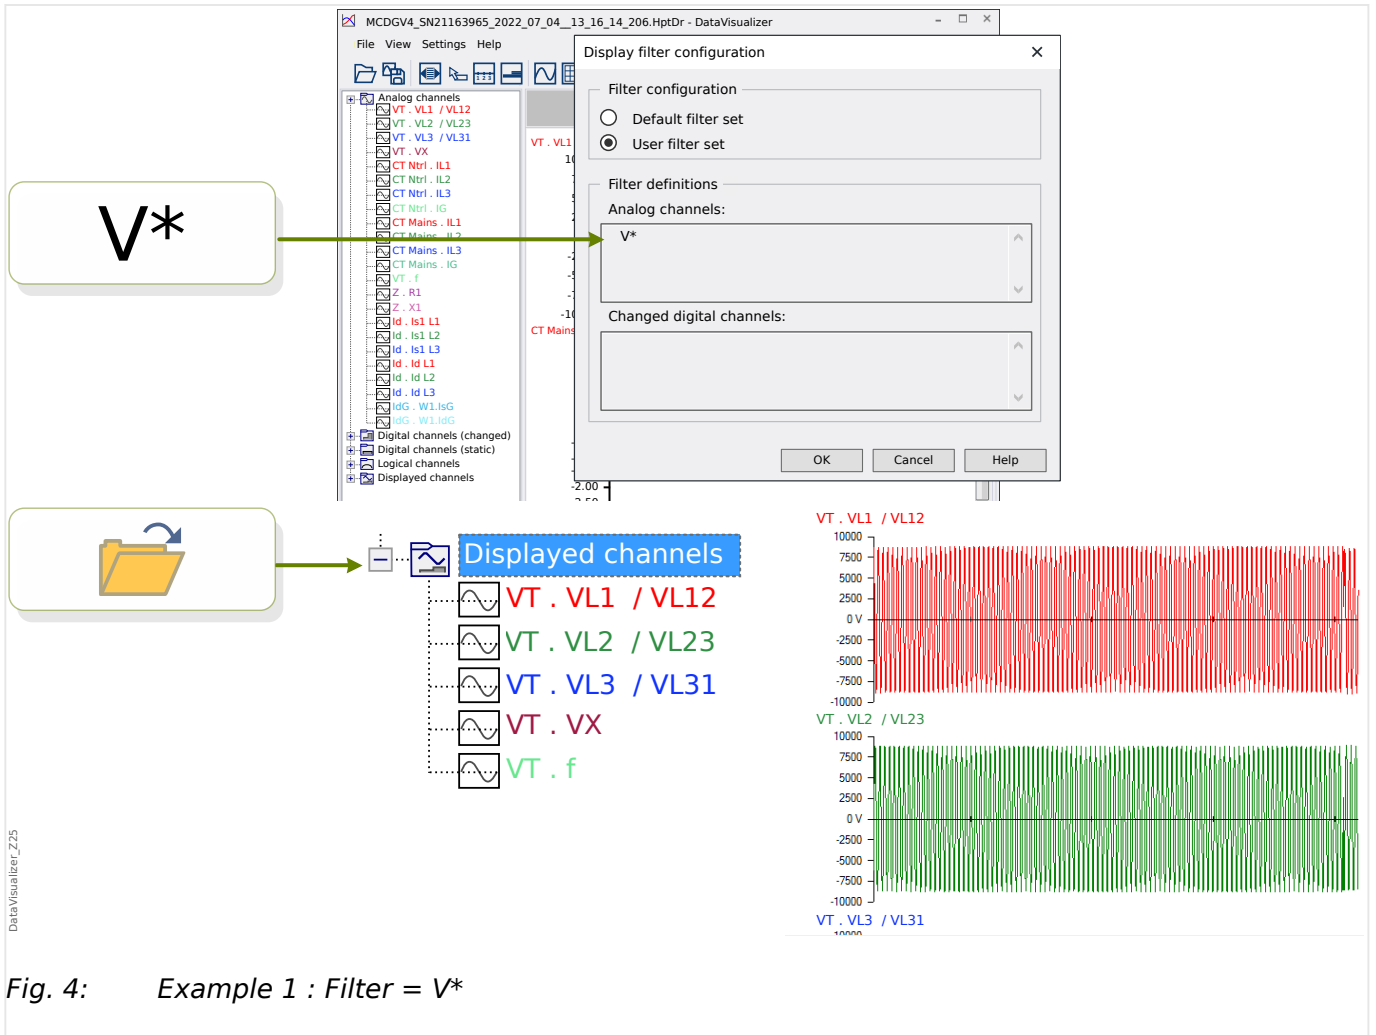 MCDGV4_SN21163965_2022_07_04__13_16_14_206.HptDr - DataVisualizer
File View Settings Help
Analog channels
VT . VL1 / VL12
VT . VL2 / VL23
VT . VL3 / VL31
VT . VX
CT Ntrl . IL1
CT Ntrl . IL2
CT Ntrl . IL3
CT Ntrl . IG
CT Mains . IL1
CT Mains . IL2
CT Mains . IL3
CT Mains . IG
VT . f
Z . R1
Z . X1
Id . Is1 L1
Id . Is1 L2
Id . Is1 L3
Id . Id L1
Id . Id L2
Id . Id L3
IdG . W1.IsG
IdG . W1.IdG
Digital channels (changed)
Digital channels (static)
Logical channels
Displayed channels
VT . VL1
CT Mains
-2.00
Display filter configuration
Filter configuration
Default filter set
User filter set
Filter definitions
Analog channels:
V*
Changed digital channels:
OK Cancel Help
V*
Displayed channels
VT . VL1 / VL12
VT . VL2 / VL23
VT . VL3 / VL31
VT . VX
VT . f
VT . VL1 / VL12
10000
7500
5000
2500
0 V
-2500
-5000
-7500
-10000
VT . VL2 / VL23
10000
7500
5000
2500
0 V
-2500
-5000
-7500
-10000
VT . VL3 / VL31
DataVisualizer_Z25
Fig. 4: Example 1 : Filter = V*